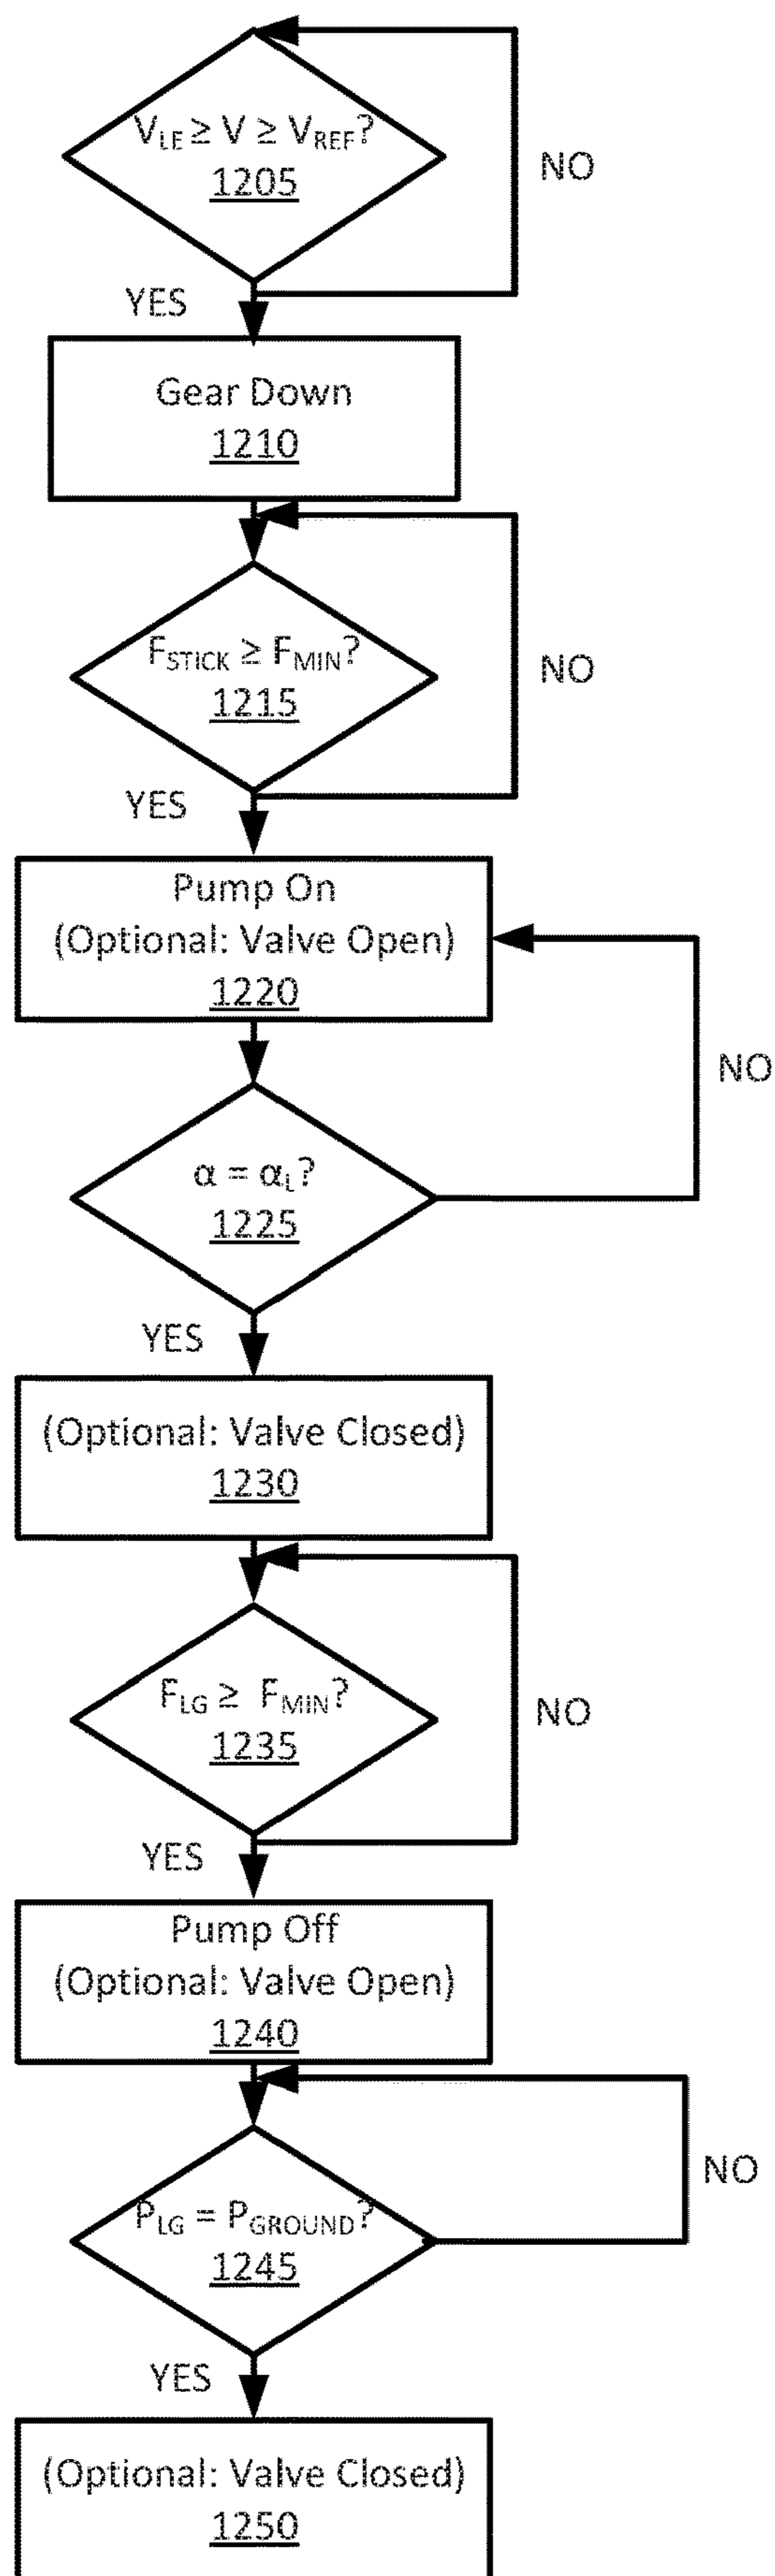 V_LE ≥ V ≥ V_REF?
1205
NO
YES
Gear Down
1210
F_STICK ≥ F_MIN?
1215
NO
YES
Pump On
(Optional: Valve Open)
1220
NO
α = α_L?
1225
YES
(Optional: Valve Closed)
1230
F_LG ≥ F_MIN?
1235
NO
YES
Pump Off
(Optional: Valve Open)
1240
NO
P_LG = P_GROUND?
1245
YES
(Optional: Valve Closed)
1250